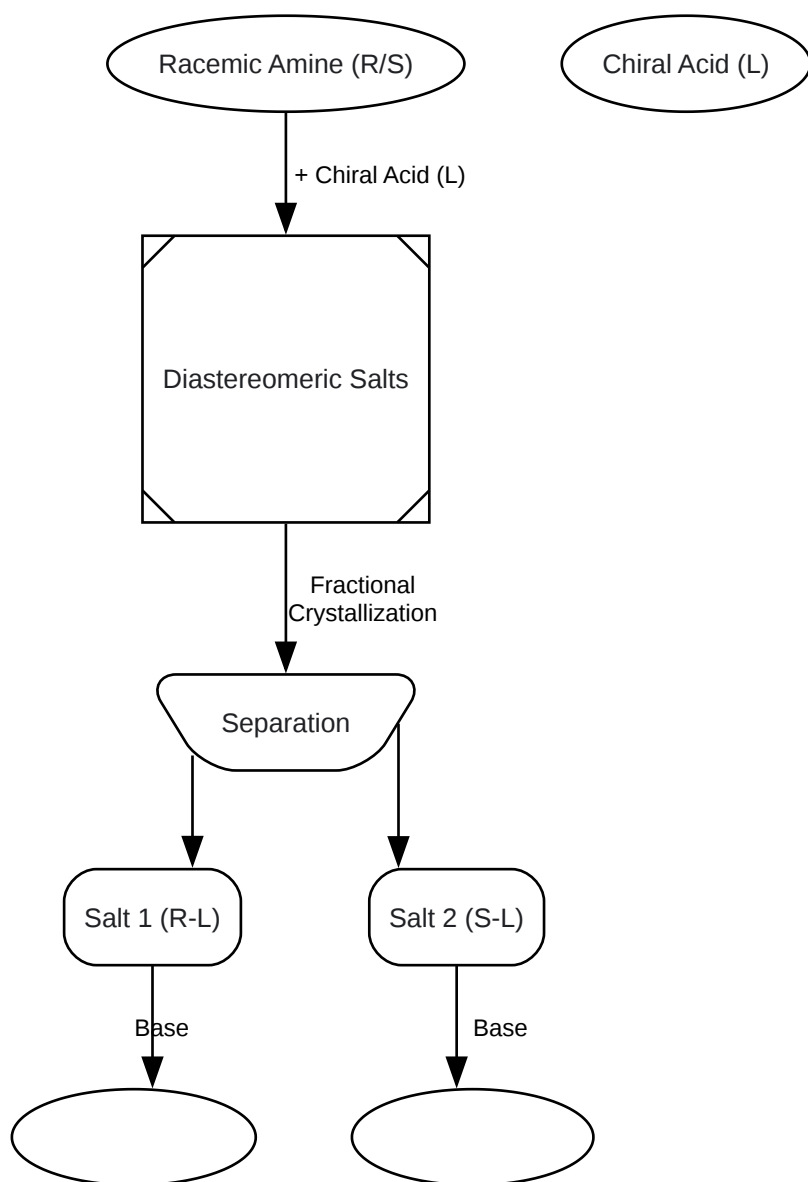 Racemic Amine (R/S)
Chiral Acid (L)
+ Chiral Acid (L)
Diastereomeric Salts
Fractional
Crystallization
Separation
Salt 1 (R-L)
Salt 2 (S-L)
Base
Base